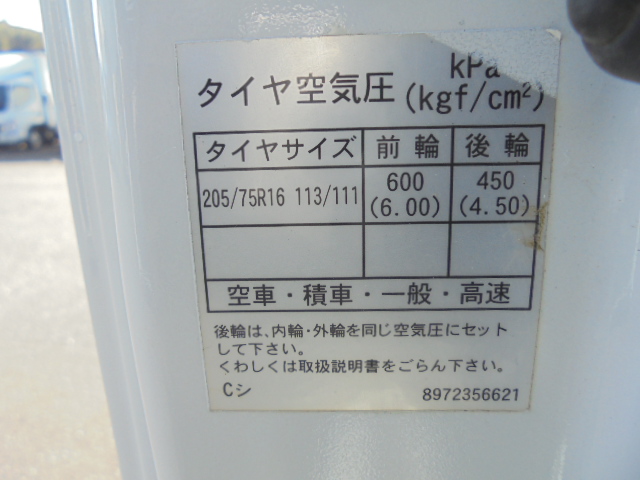 kPa
タイヤ空気圧(kgf/cm²)
タイヤサイズ 前輪 後輪
205/75R16 113/111 600 450
(6.00) (4.50)
空車・積車・一般・高速
後輪は、内輪・外輪を同じ空気圧にセット
して下さい。
くわしくは取扱説明書をごらん下さい。
Cシ 8972356621